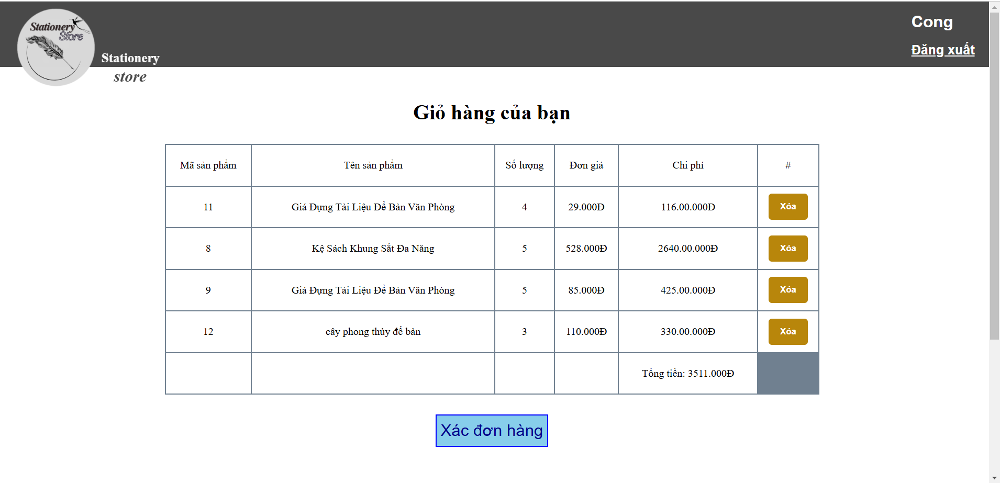 Stationery
Store
Stationery
store
Cong
Đăng xuất
Giỏ hàng của bạn
Mã sản phẩm Tên sản phẩm Số lượng Đơn giá Chi phí #
11 Giá Đựng Tài Liệu Để Bàn Văn Phòng 4 29.000Đ 116.00.000Đ Xóa
8 Kệ Sách Khung Sắt Đa Năng 5 528.000Đ 2640.00.000Đ Xóa
9 Giá Đựng Tài Liệu Để Bàn Văn Phòng 5 85.000Đ 425.00.000Đ Xóa
12 cây phong thủy để bàn 3 110.000Đ 330.00.000Đ Xóa
Tổng tiền: 3511.000Đ
Xác đơn hàng